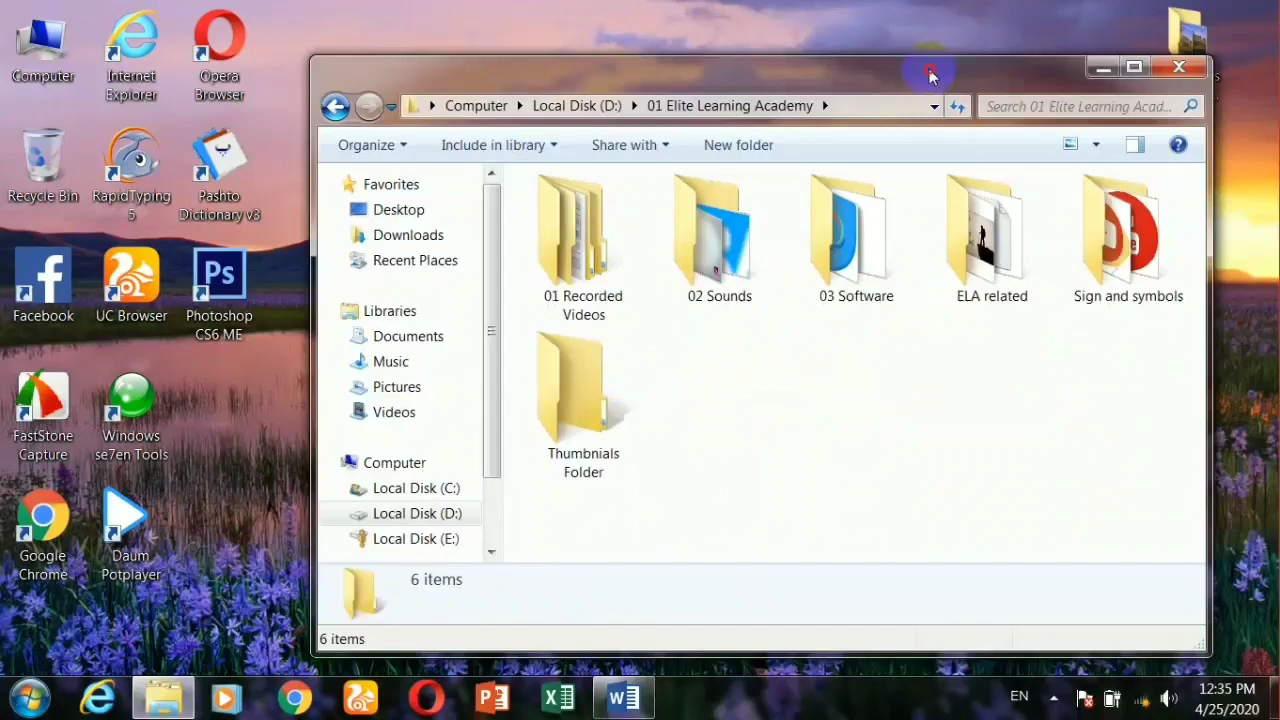 Computer
Internet
Explorer
Opera
Browser
Recycle Bin
RapidTyping
5
Pashto
Dictionary v3
Facebook
UC Browser
Ps
Photoshop
CS6 ME
FastStone
Capture
Windows
se7en Tools
Google
Chrome
Daum
Potplayer
Computer
Local Disk (D:)
01 Elite Learning Academy
Search 01 Elite Learning Acad...
Organize
Include in library
Share with
New folder
Favorites
Desktop
Downloads
Recent Places
Libraries
Documents
Music
Pictures
Videos
Computer
Local Disk (C:)
Local Disk (D:)
Local Disk (E:)
01 Recorded
Videos
02 Sounds
03 Software
ELA related
Sign and symbols
Thumbnials
Folder
6 items
6 items
EN
12:35 PM
4/25/2020